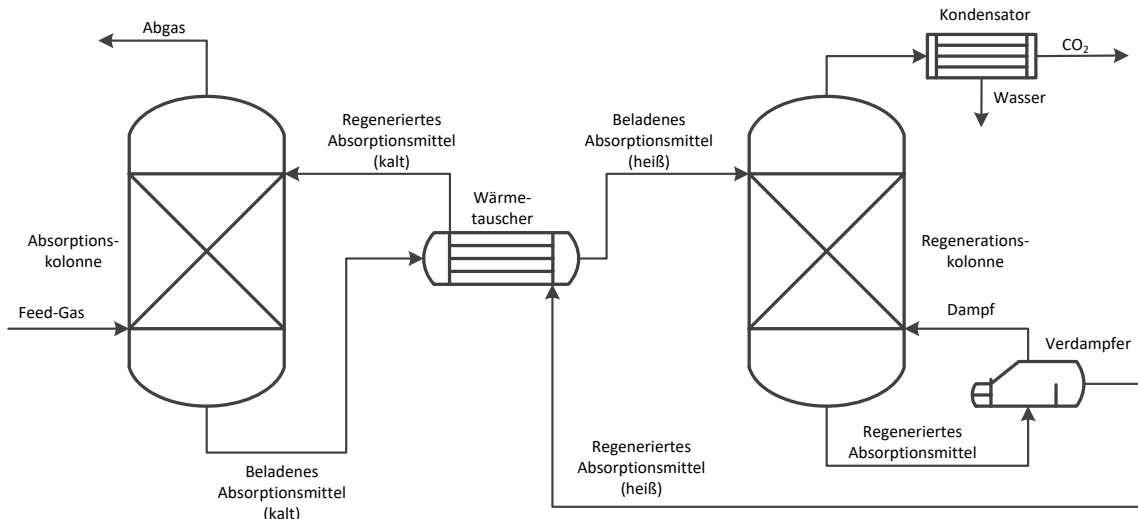 Abgas
Kondensator
CO₂
Wasser
Regeneriertes
Absorptionsmittel
(kalt)
Beladenes
Absorptionsmittel
(heiß)
Wärme-
tauscher
Absorptions-
kolonne
Regenerations-
kolonne
Feed-Gas
Dampf
Verdampfer
Regeneriertes
Absorptionsmittel
Beladenes
Absorptionsmittel
(kalt)
Regeneriertes
Absorptionsmittel
(heiß)